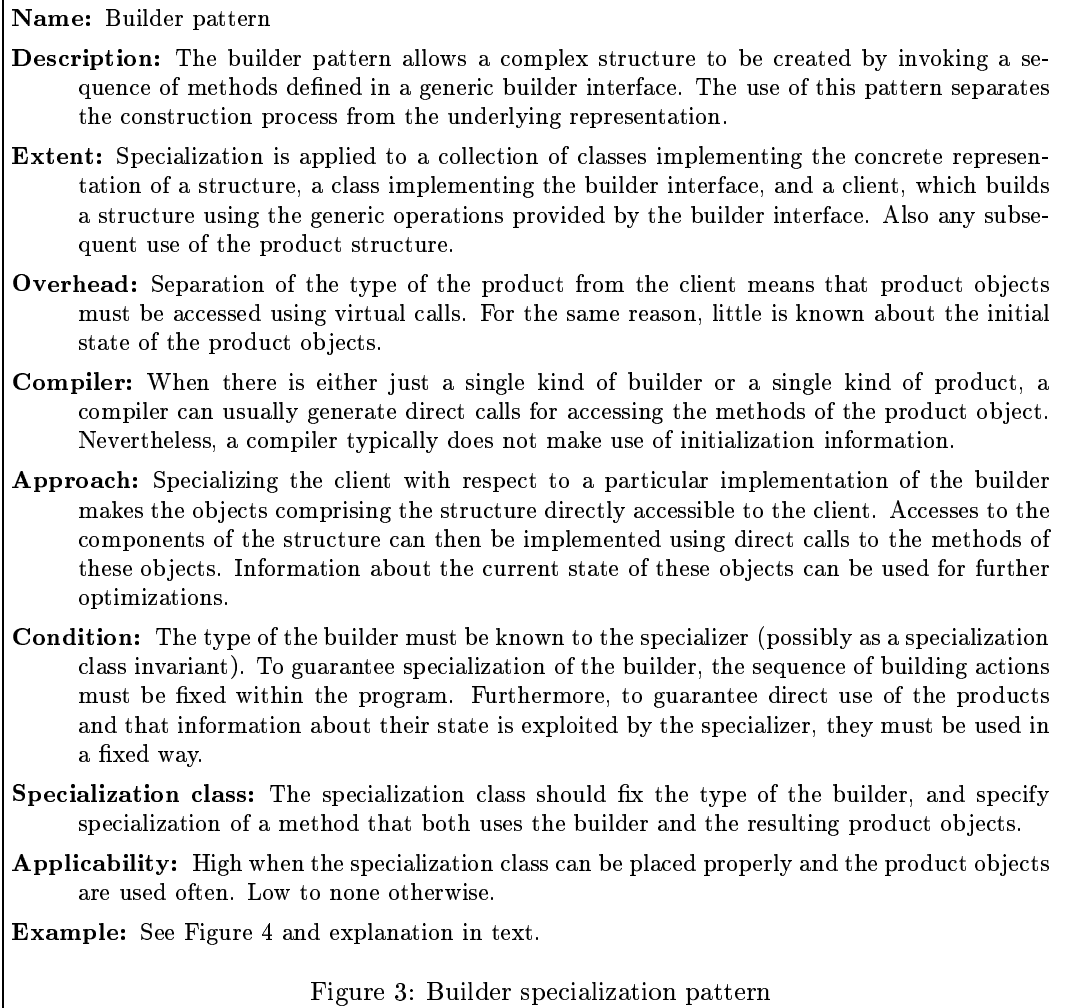 Name: Builder pattern
Description: The builder pattern allows a complex structure to be created by invoking a se-
quence of methods defined in a generic builder interface. The use of this pattern separates
the construction process from the underlying representation.
Extent: Specialization is applied to a collection of classes implementing the concrete represen-
tation of a structure, a class implementing the builder interface, and a client, which builds
a structure using the generic operations provided by the builder interface. Also any subse-
quent use of the product structure.
Overhead: Separation of the type of the product from the client means that product objects
must be accessed using virtual calls. For the same reason, little is known about the initial
state of the product objects.
Compiler: When there is either just a single kind of builder or a single kind of product, a
compiler can usually generate direct calls for accessing the methods of the product object.
Nevertheless, a compiler typically does not make use of initialization information.
Approach: Specializing the client with respect to a particular implementation of the builder
makes the objects comprising the structure directly accessible to the client. Accesses to the
components of the structure can then be implemented using direct calls to the methods of
these objects. Information about the current state of these objects can be used for further
optimizations.
Condition: The type of the builder must be known to the specializer (possibly as a specialization
class invariant). To guarantee specialization of the builder, the sequence of building actions
must be fixed within the program. Furthermore, to guarantee direct use of the products
and that information about their state is exploited by the specializer, they must be used in
a fixed way.
Specialization class: The specialization class should fix the type of the builder, and specify
specialization of a method that both uses the builder and the resulting product objects.
Applicability: High when the specialization class can be placed properly and the product objects
are used often. Low to none otherwise.
Example: See Figure 4 and explanation in text.
Figure 3: Builder specialization pattern